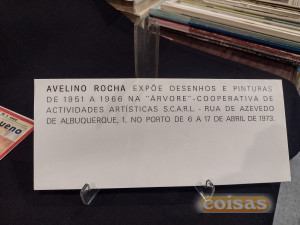 AVELINO ROCHA EXPÕE DESENHOS E PINTURAS
DE 1951 A 1966 NA "ÁRVORE"-COOPERATIVA DE
ACTIVIDADES ARTÍSTICAS S.C.A.R.L. - RUA DE AZEVEDO
DE ALBUQUERQUE, 1, NO PORTO DE 6 A 17 DE ABRIL DE 1973.
ueno
coisas